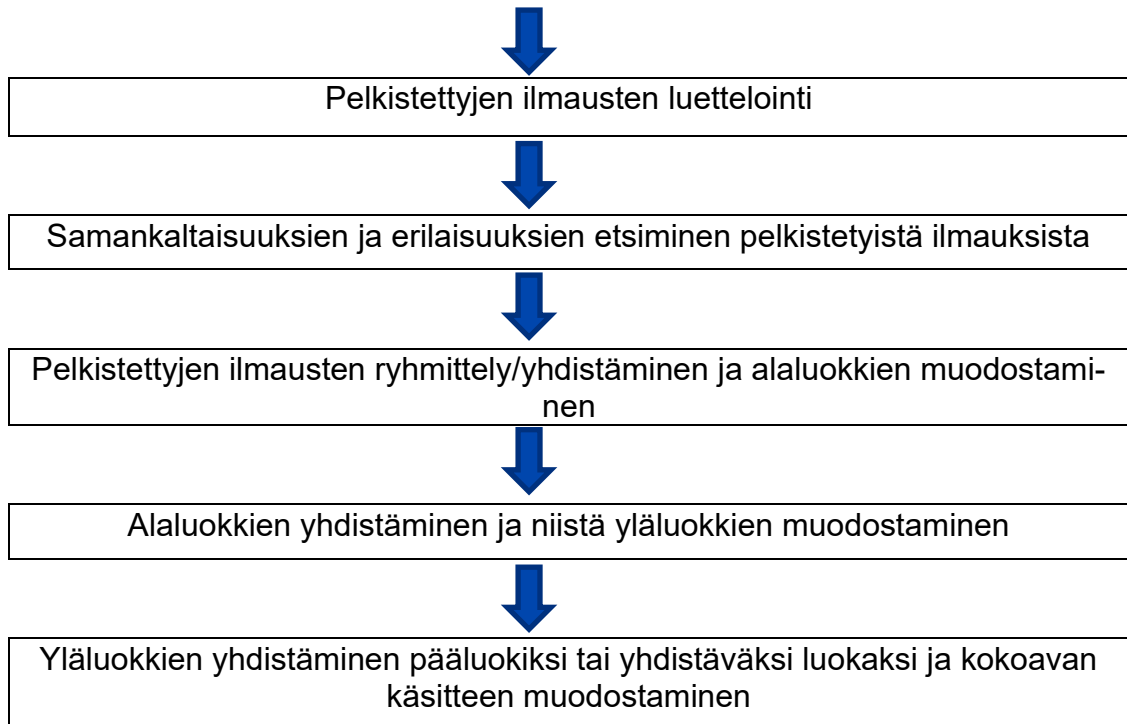 Pelkistettyjen ilmausten luettelointi
Samankaltaisuuksien ja erilaisuuksien etsiminen pelkistetyistä ilmauksista
Pelkistettyjen ilmausten ryhmittely/yhdistäminen ja alaluokkien muodostami-
nen
Alaluokkien yhdistäminen ja niistä yläluokkien muodostaminen
Yläluokkien yhdistäminen pääluokiksi tai yhdistäväksi luokaksi ja kokoavan
käsitteen muodostaminen